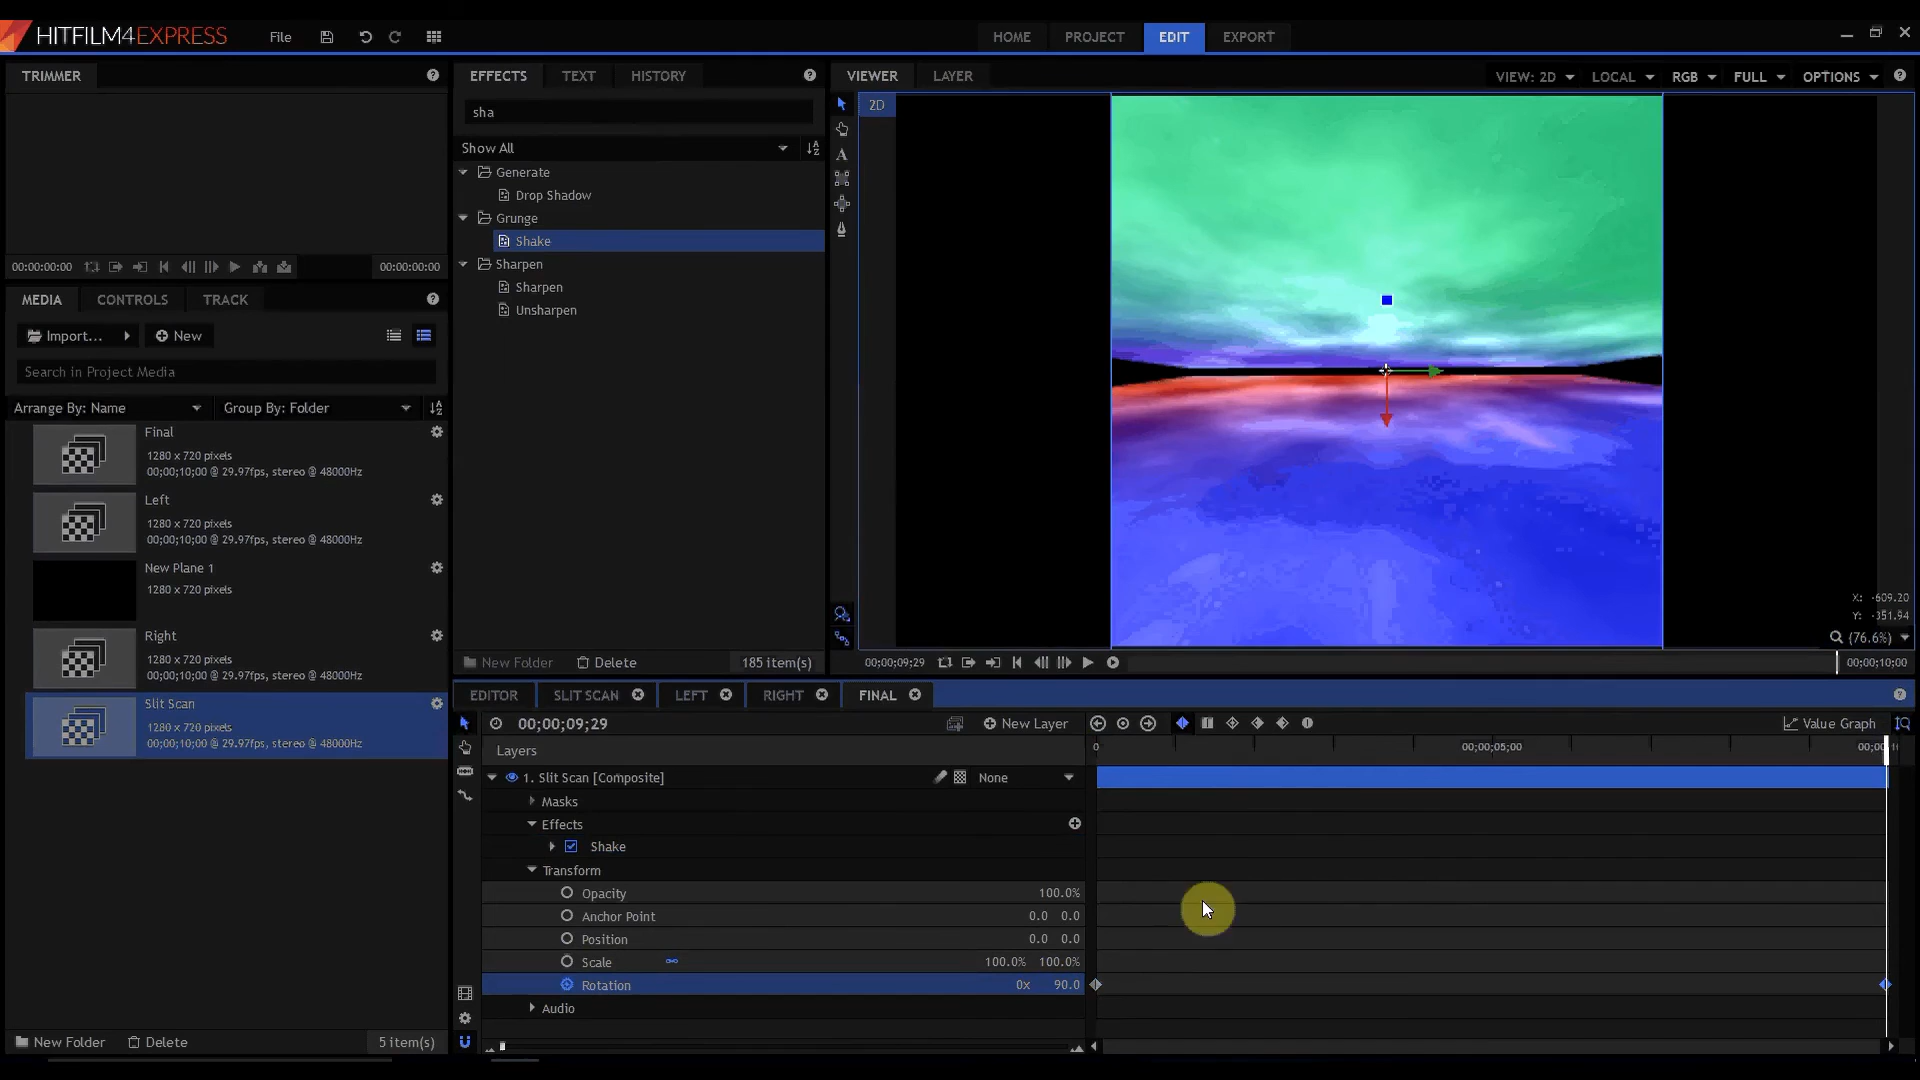 HITFILM4EXPRESS
File
HOME
PROJECT
EDIT
EXPORT
TRIMMER
EFFECTS
TEXT
HISTORY
VIEWER
LAYER
VIEW: 2D
LOCAL
RGB
FULL
OPTIONS
2D
sha
Show All
Generate
Drop Shadow
Grunge
Shake
Sharpen
Sharpen
Unsharpen
00:00:00:00
00:00:00:00
MEDIA
CONTROLS
TRACK
Import...
New
Search in Project Media
Arrange By: Name
Group By: Folder
Final
1280 x 720 pixels
00;00;10;00 @ 29.97fps, stereo @ 48000Hz
Left
1280 x 720 pixels
00;00;10;00 @ 29.97fps, stereo @ 48000Hz
New Plane 1
1280 x 720 pixels
Right
1280 x 720 pixels
00;00;10;00 @ 29.97fps, stereo @ 48000Hz
Slit Scan
1280 x 720 pixels
00;00;10;00 @ 29.97fps, stereo @ 48000Hz
New Folder
Delete
5 item(s)
New Folder
Delete
185 item(s)
X: -609.20
Y: -351.94
(76.6%)
00;00;09;29
00;00;10;00
EDITOR
SLIT SCAN
LEFT
RIGHT
FINAL
00;00;09;29
New Layer
Value Graph
Layers
0
00;00;05;00
1. Slit Scan [Composite]
None
Masks
Effects
Shake
Transform
Opacity
100.0%
Anchor Point
0.0 0.0
Position
0.0 0.0
Scale
100.0% 100.0%
Rotation
0x 90.0
Audio